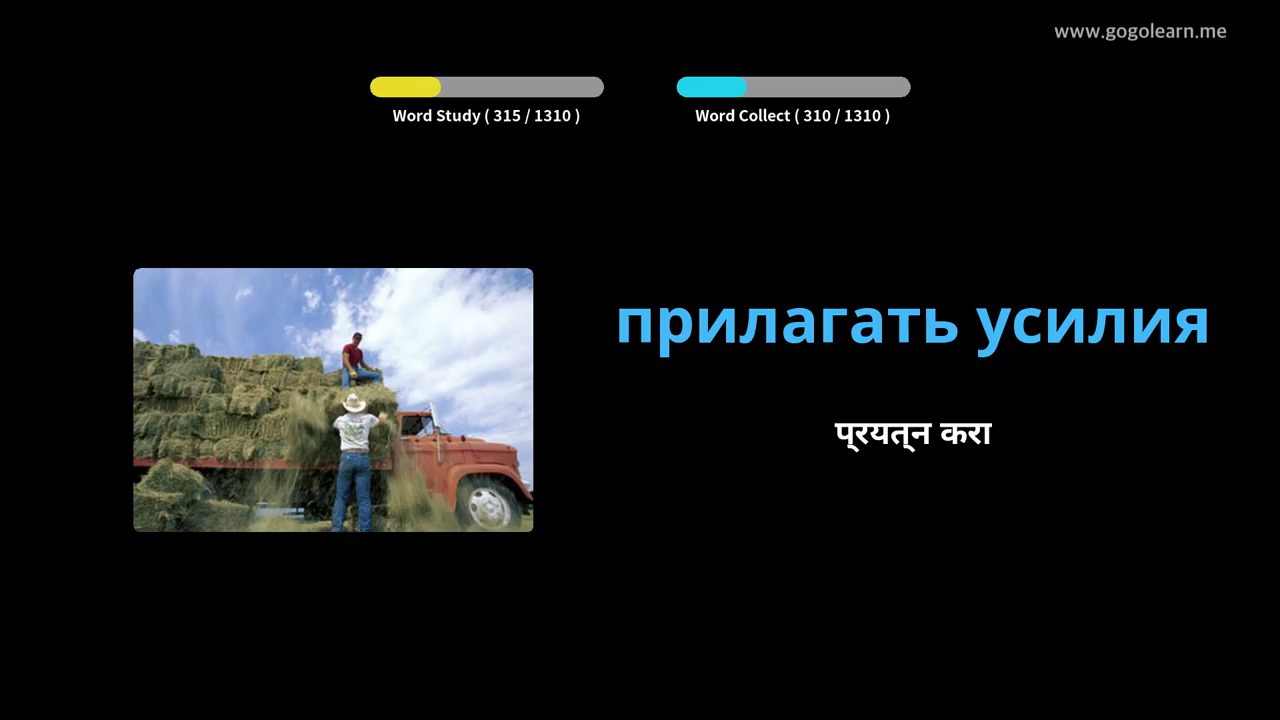 www.gogolearn.me
Word Study ( 315 / 1310 )
Word Collect ( 310 / 1310 )
прилагать усилия
प्रयत्न करा